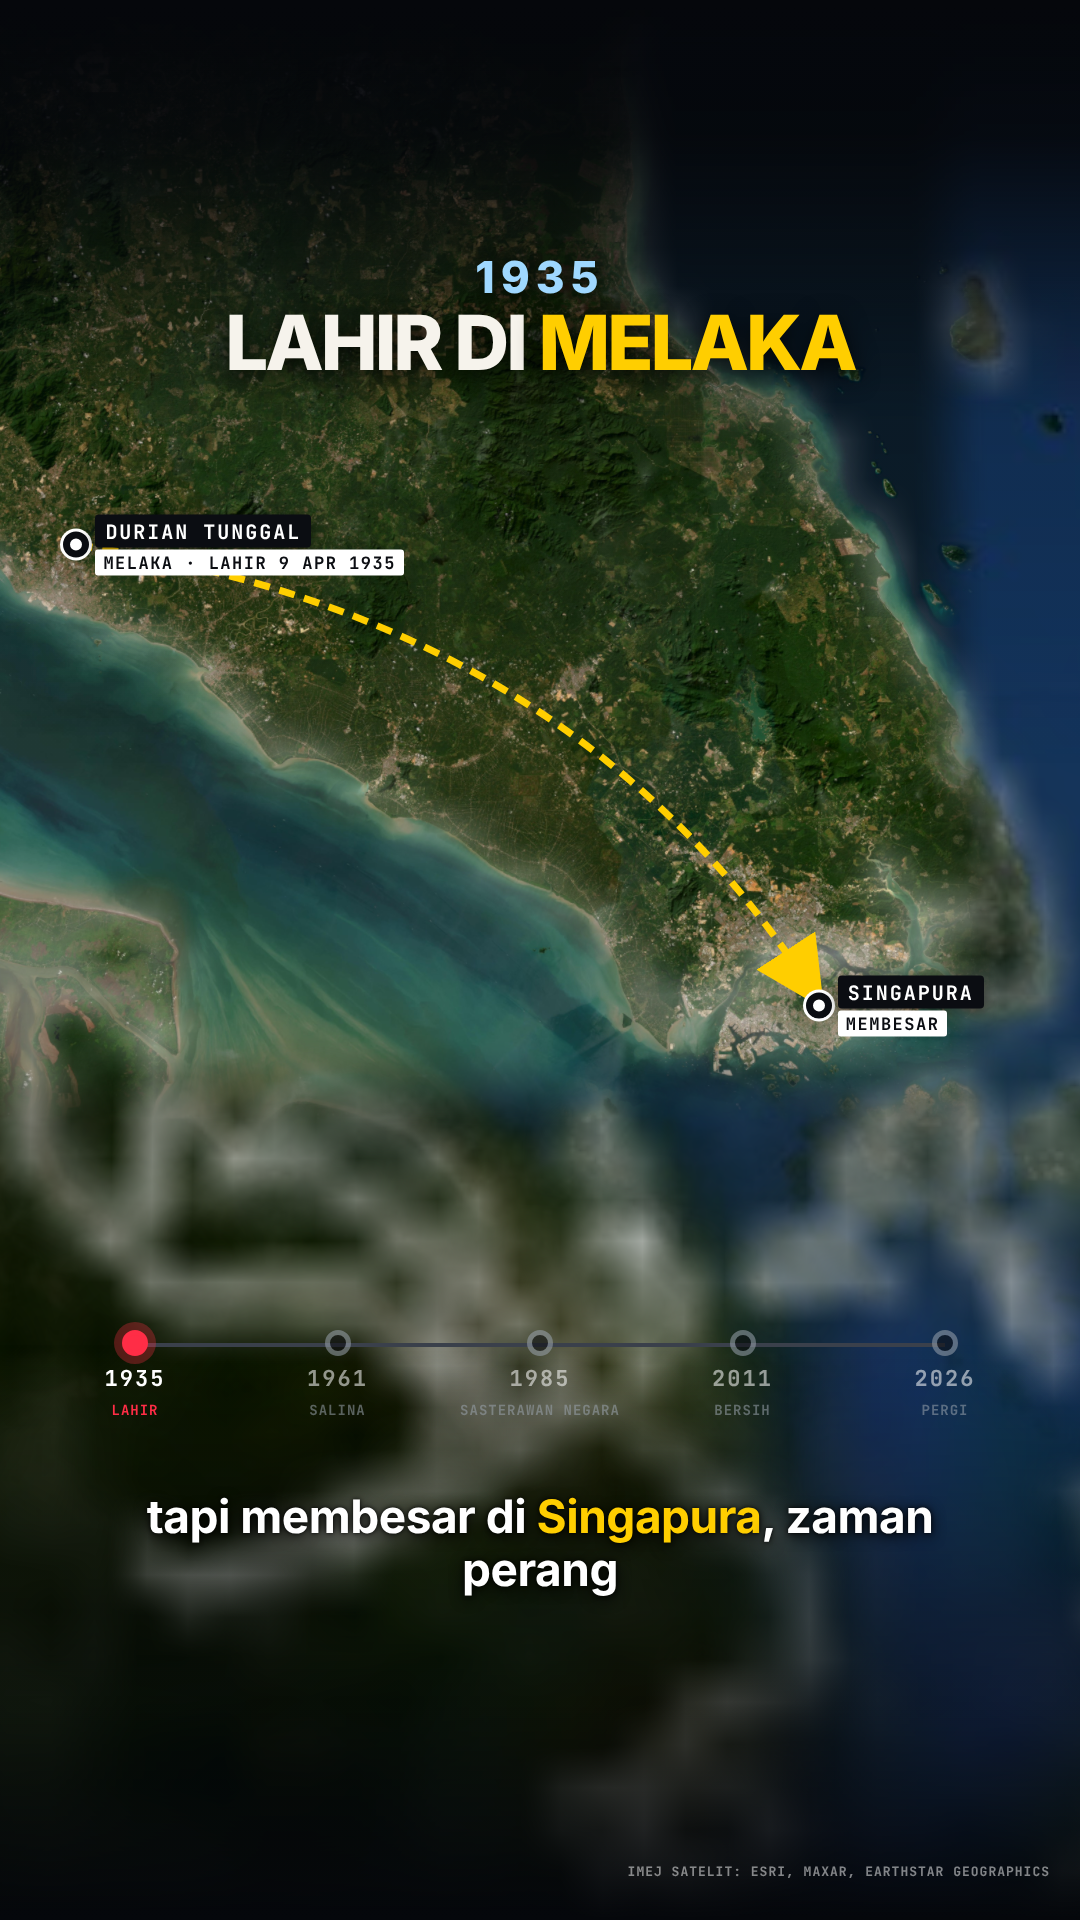 1935
LAHIR DI MELAKA
DURIAN TUNGGAL
MELAKA · LAHIR 9 APR 1935
SINGAPURA
MEMBESAR
1935 1961 1985 2011 2026
LAHIR SALINA SASTERAWAN NEGARA BERSIH PERGI
tapi membesar di Singapura, zaman
perang
IMEJ SATELIT: ESRI, MAXAR, EARTHSTAR GEOGRAPHICS